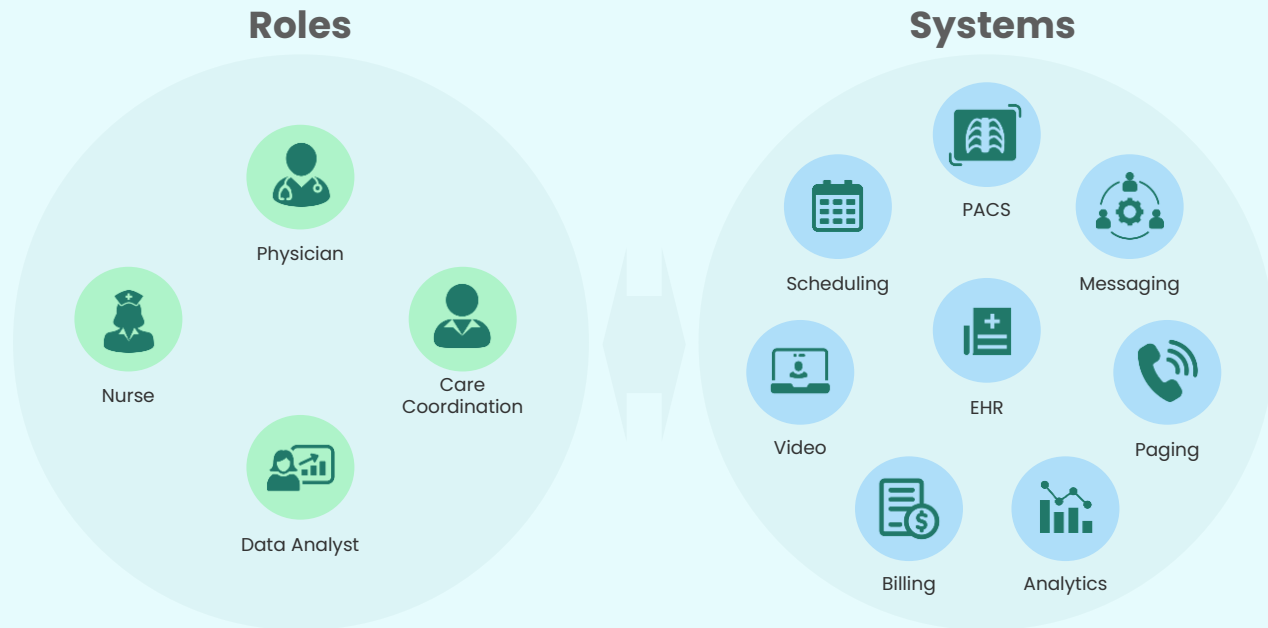 Roles
Physician
Nurse
Care
Coordination
Data Analyst
Systems
PACS
Scheduling
Messaging
EHR
Video
Paging
Billing
Analytics